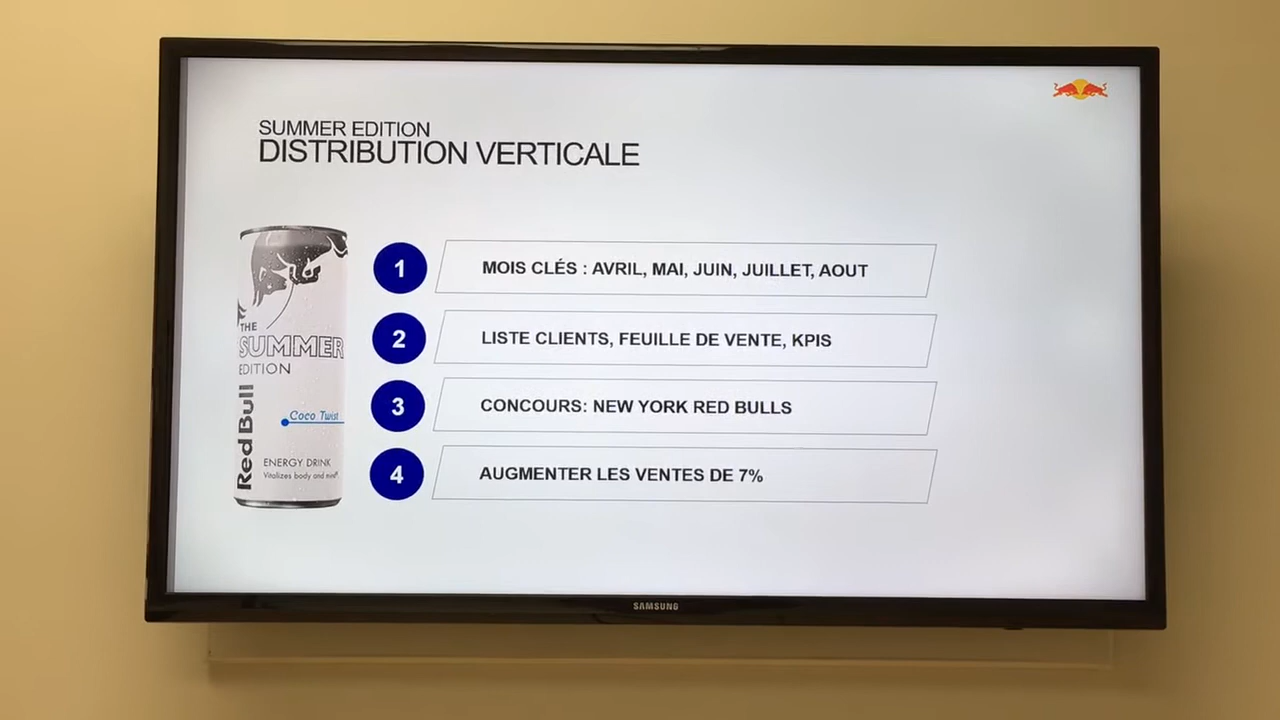 SUMMER EDITION
DISTRIBUTION VERTICALE
THE
SUMMER
EDITION
Red Bull
Coco Twist
ENERGY DRINK
Vitalizes body and mind®.
1
MOIS CLÉS : AVRIL, MAI, JUIN, JUILLET, AOUT
2
LISTE CLIENTS, FEUILLE DE VENTE, KPIS
3
CONCOURS: NEW YORK RED BULLS
4
AUGMENTER LES VENTES DE 7%
SAMSUNG